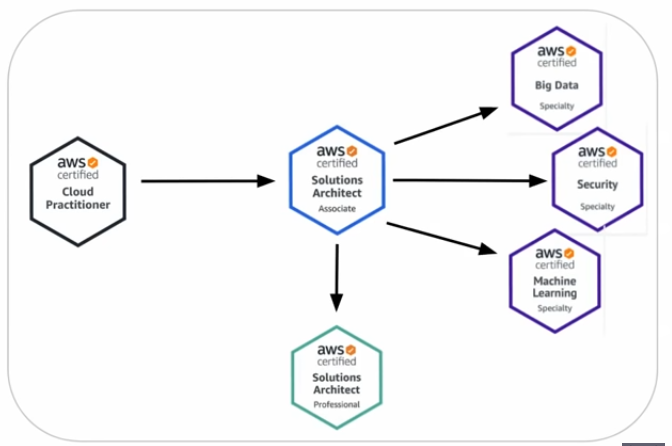 aws
certified
Cloud
Practitioner
aws
certified
Solutions
Architect
Associate
aws
certified
Big Data
Specialty
aws
certified
Security
Specialty
aws
certified
Machine
Learning
Specialty
aws
certified
Solutions
Architect
Professional